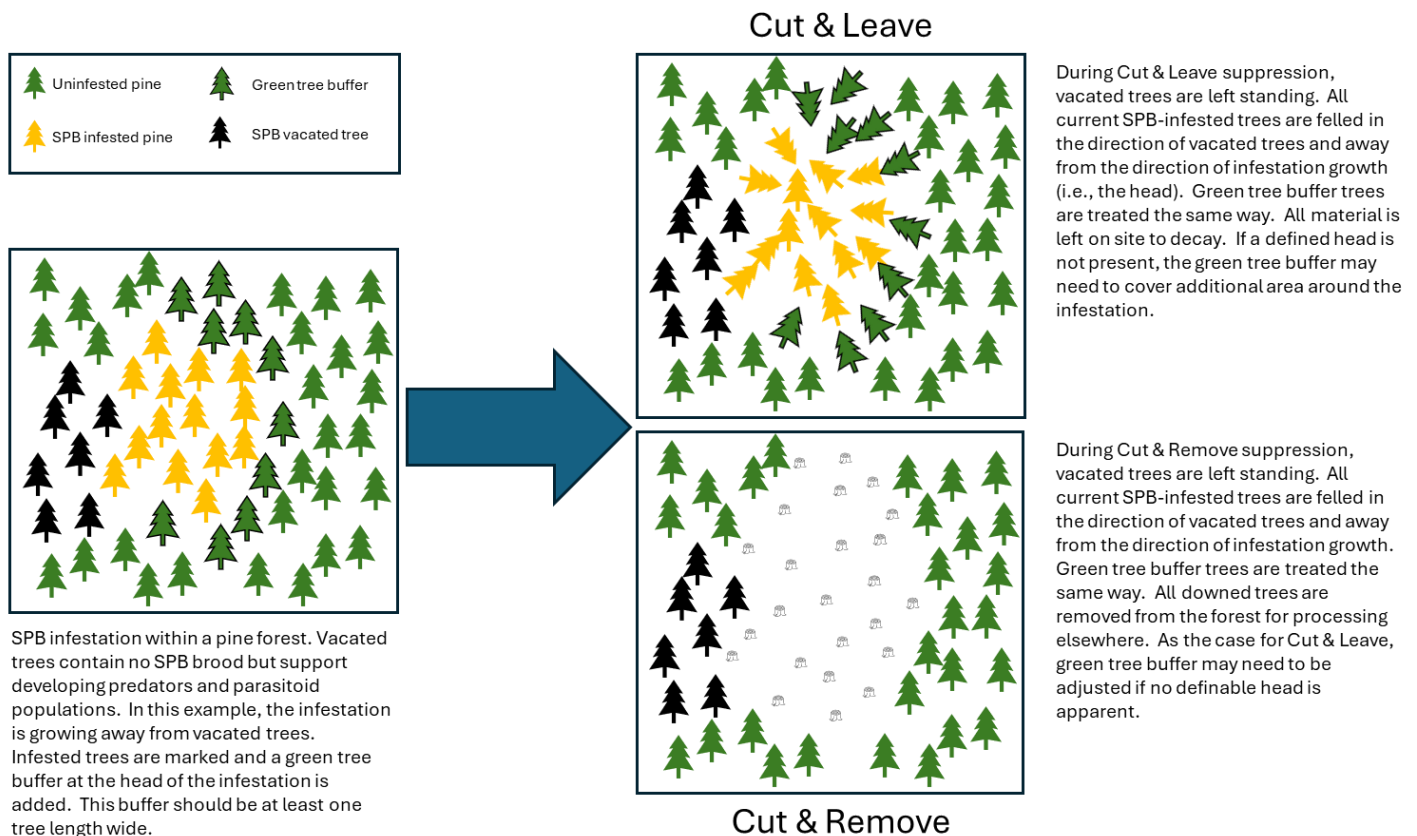 Cut & Leave
Uninfested pine
Green tree buffer
SPB infested pine
SPB vacated tree
During Cut & Leave suppression,
vacated trees are left standing. All
current SPB-infested trees are felled in
the direction of vacated trees and away
from the direction of infestation growth
(i.e., the head). Green tree buffer trees
are treated the same way. All material is
left on site to decay. If a defined head is
not present, the green tree buffer may
need to cover additional area around the
infestation.
SPB infestation within a pine forest. Vacated
trees contain no SPB brood but support
developing predators and parasitoid
populations. In this example, the infestation
is growing away from vacated trees.
Infested trees are marked and a green tree
buffer at the head of the infestation is
added. This buffer should be at least one
tree length wide.
During Cut & Remove suppression,
vacated trees are left standing. All
current SPB-infested trees are felled in
the direction of vacated trees and away
from the direction of infestation growth.
Green tree buffer trees are treated the
same way. All downed trees are
removed from the forest for processing
elsewhere. As the case for Cut & Leave,
green tree buffer may need to be
adjusted if no definable head is
apparent.
Cut & Remove